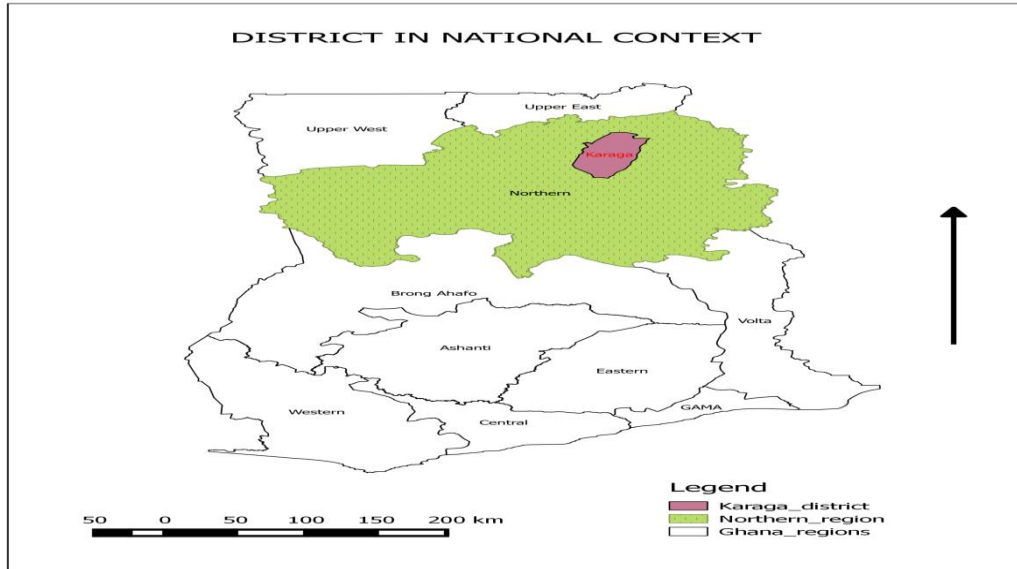 DISTRICT IN NATIONAL CONTEXT
Upper East
Upper West
Karaga
Northern
Brong Ahafo
Volta
Ashanti
Eastern
Western
GAMA
Central
Legend
Karaga_district
Northern_region
Ghana_regions
50 0 50 100 150 200 km